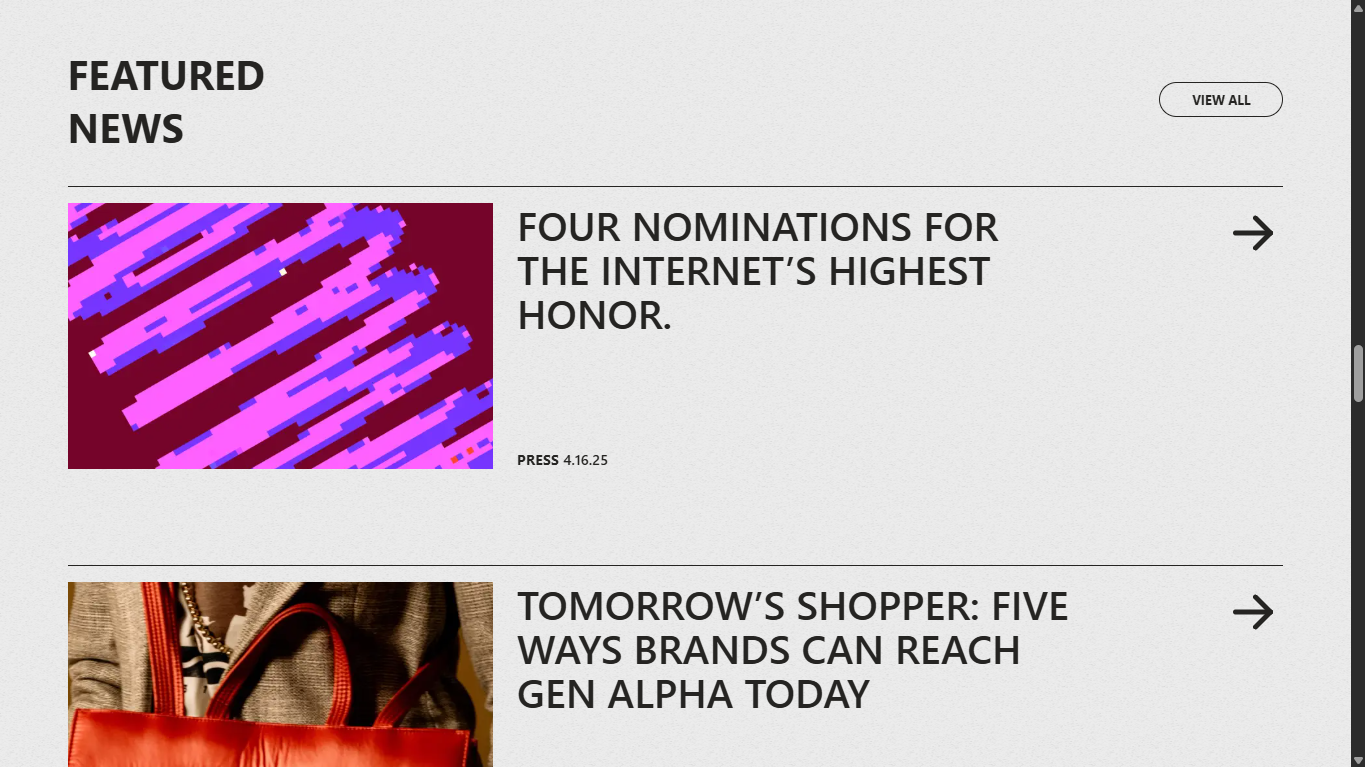 FEATURED
NEWS
VIEW ALL
FOUR NOMINATIONS FOR
THE INTERNET’S HIGHEST
HONOR.
PRESS 4.16.25
TOMORROW’S SHOPPER: FIVE
WAYS BRANDS CAN REACH
GEN ALPHA TODAY